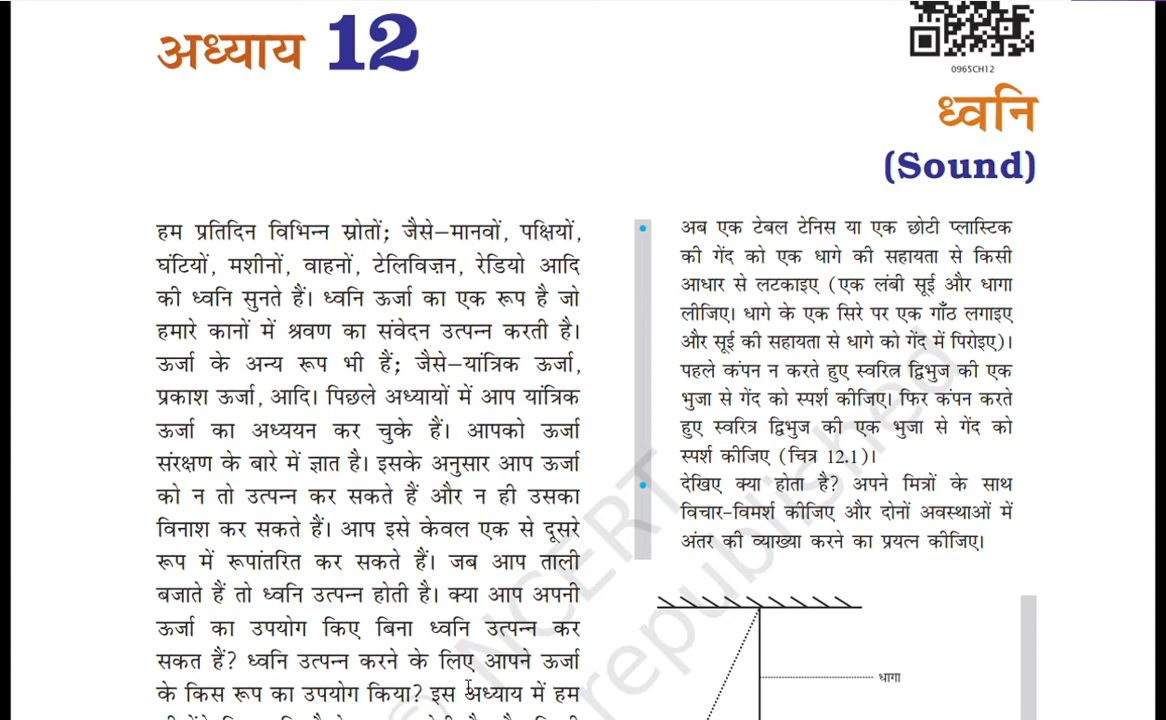 अध्याय 12
0965CH12
ध्वनि
(Sound)
हम प्रतिदिन विभिन्न स्रोतों; जैसे–मानवों, पक्षियों,
घंटियों, मशीनों, वाहनों, टेलिविज़न, रेडियो आदि
की ध्वनि सुनते हैं। ध्वनि ऊर्जा का एक रूप है जो
हमारे कानों में श्रवण का संवेदन उत्पन्न करती है।
ऊर्जा के अन्य रूप भी हैं; जैसे–यांत्रिक ऊर्जा,
प्रकाश ऊर्जा, आदि। पिछले अध्यायों में आप यांत्रिक
ऊर्जा का अध्ययन कर चुके हैं। आपको ऊर्जा
संरक्षण के बारे में ज्ञात है। इसके अनुसार आप ऊर्जा
को न तो उत्पन्न कर सकते हैं और न ही उसका
विनाश कर सकते हैं। आप इसे केवल एक से दूसरे
रूप में रूपांतरित कर सकते हैं। जब आप ताली
बजाते हैं तो ध्वनि उत्पन्न होती है। क्या आप अपनी
ऊर्जा का उपयोग किए बिना ध्वनि उत्पन्न कर
सकत हैं? ध्वनि उत्पन्न करने के लिए आपने ऊर्जा
के किस रूप का उपयोग किया? इस अध्याय में हम
• अब एक टेबल टेनिस या एक छोटी प्लास्टिक
की गेंद को एक धागे की सहायता से किसी
आधार से लटकाइए (एक लंबी सूई और धागा
लीजिए। धागे के एक सिरे पर एक गाँठ लगाइए
और सूई की सहायता से धागे को गेंद में पिरोइए)।
पहले कंपन न करते हुए स्वरित्र द्विभुज की एक
भुजा से गेंद को स्पर्श कीजिए। फिर कंपन करते
हुए स्वरित्र द्विभुज की एक भुजा से गेंद को
स्पर्श कीजिए (चित्र 12.1)।
• देखिए क्या होता है? अपने मित्रों के साथ
विचार-विमर्श कीजिए और दोनों अवस्थाओं में
अंतर की व्याख्या करने का प्रयत्न कीजिए।
धागा
© NCERT
republished